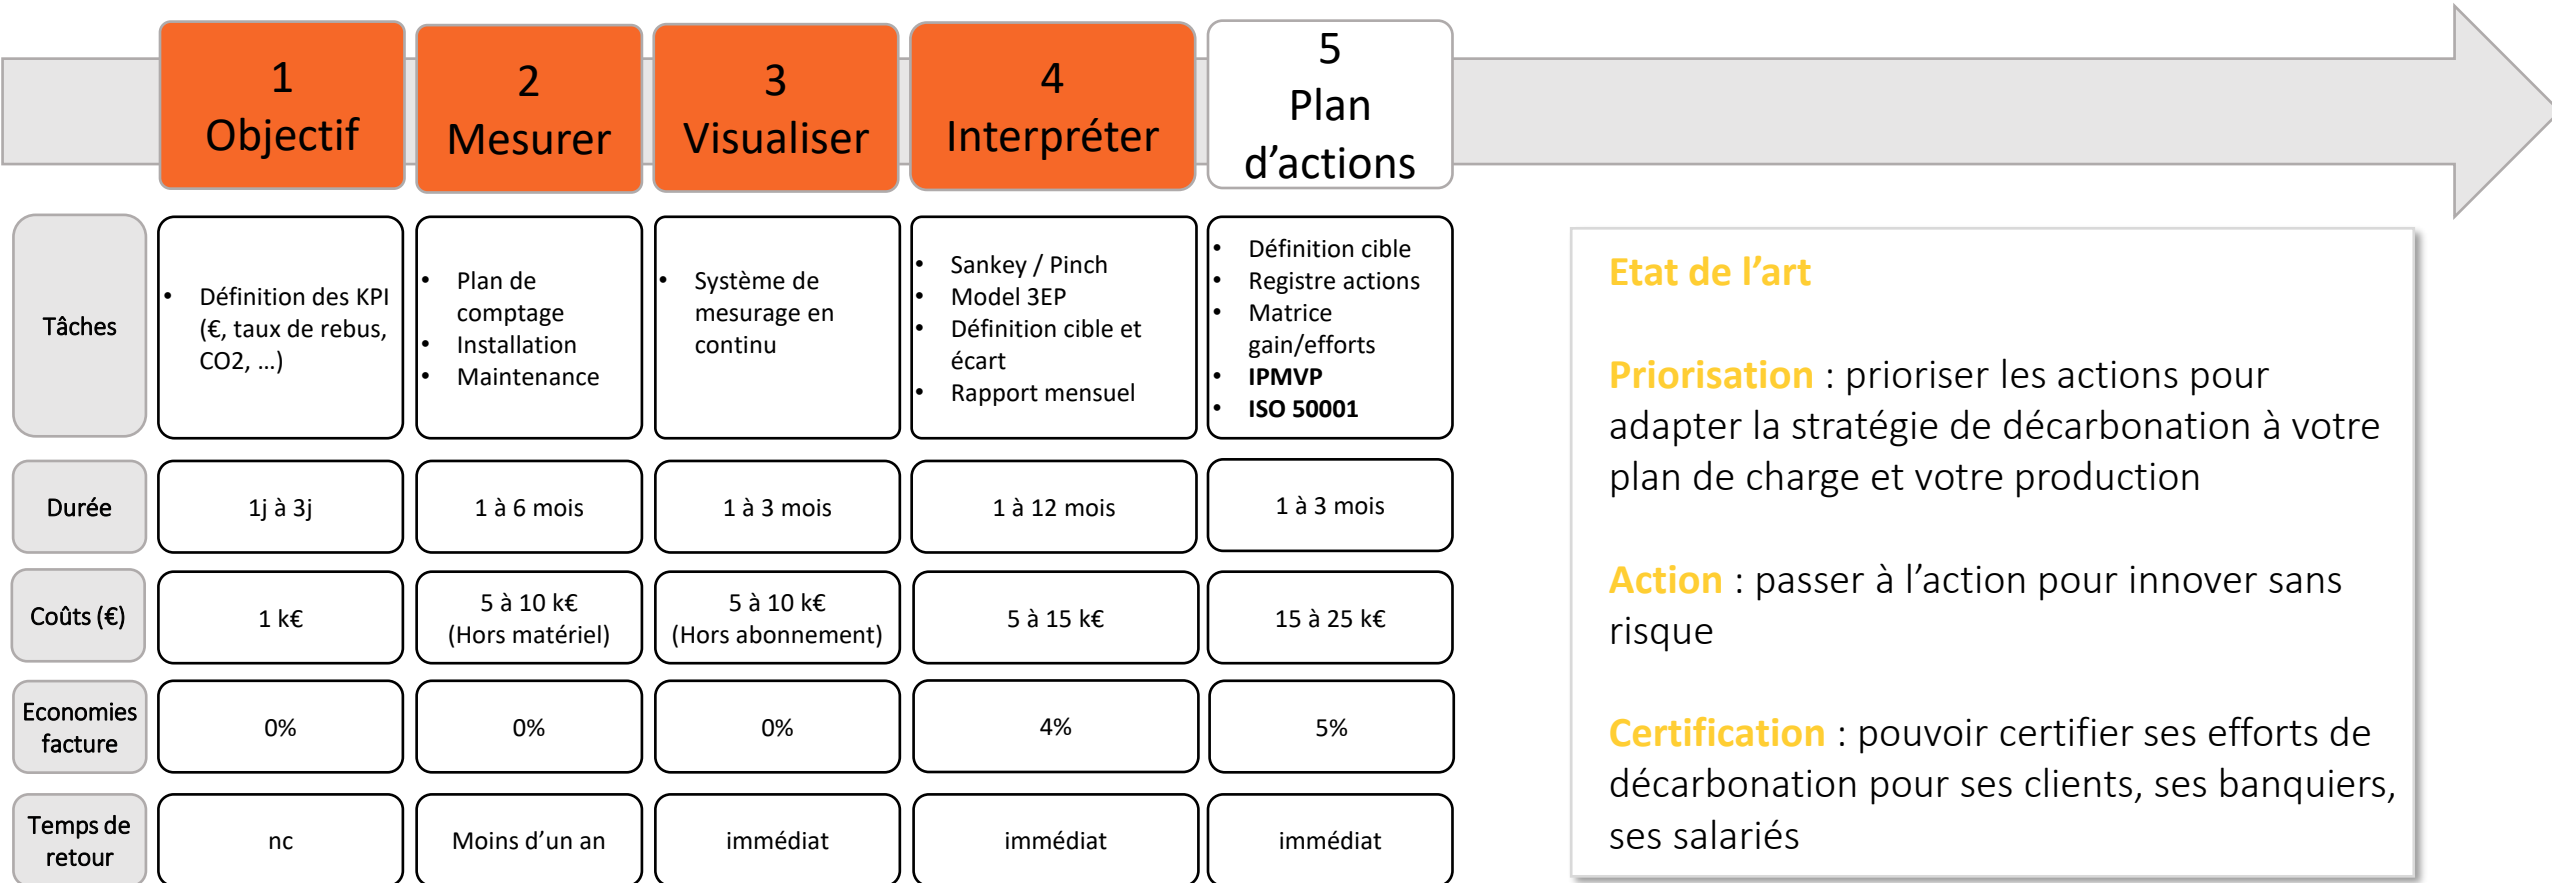 1
Objectif
2
Mesurer
3
Visualiser
4
Interpréter
5
Plan
d’actions
Tâches
• Définition des KPI
(€, taux de rebus,
CO2, …)
• Plan de
comptage
• Installation
• Maintenance
• Système de
mesurage en
continu
• Sankey / Pinch
• Model 3EP
• Définition cible et
écart
• Rapport mensuel
• Définition cible
• Registre actions
• Matrice
gain/efforts
• IPMVP
• ISO 50001
Durée
1j à 3j
1 à 6 mois
1 à 3 mois
1 à 12 mois
1 à 3 mois
Coûts (€)
1 k€
5 à 10 k€
(Hors matériel)
5 à 10 k€
(Hors abonnement)
5 à 15 k€
15 à 25 k€
Economies
facture
0%
0%
0%
4%
5%
Temps de
retour
nc
Moins d’un an
immédiat
immédiat
immédiat
Etat de l’art
Priorisation : prioriser les actions pour
adapter la stratégie de décarbonation à votre
plan de charge et votre production
Action : passer à l’action pour innover sans
risque
Certification : pouvoir certifier ses efforts de
décarbonation pour ses clients, ses banquiers,
ses salariés